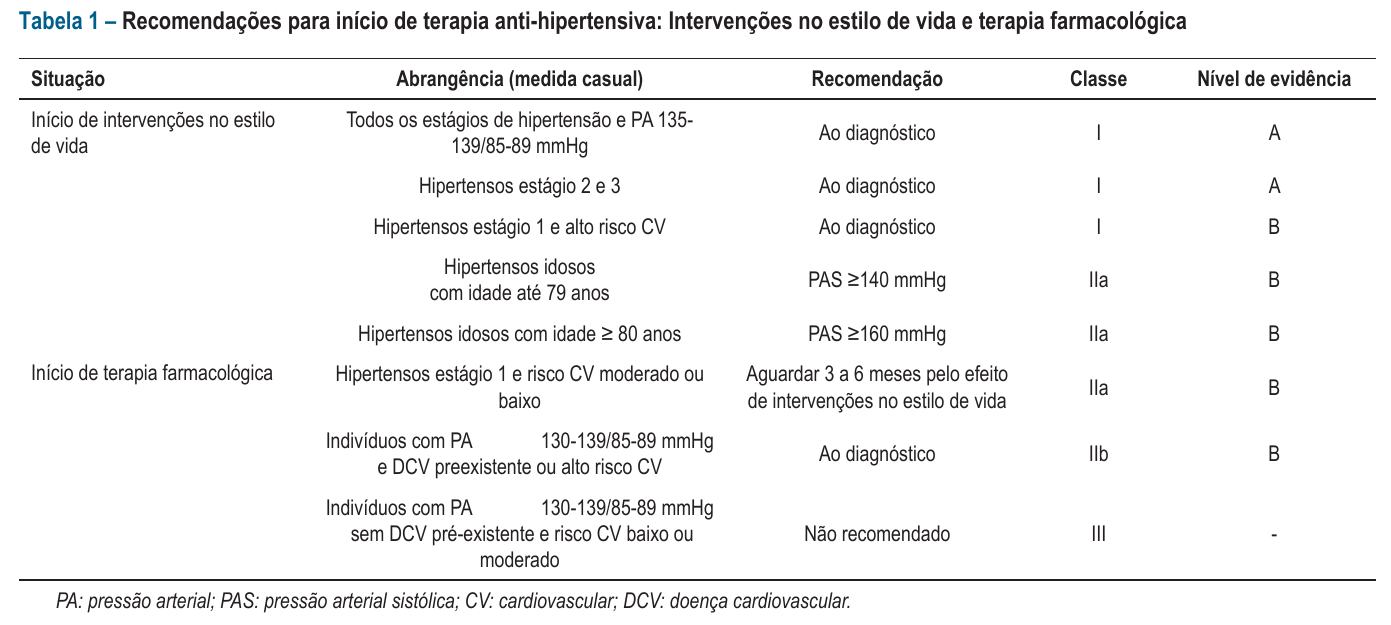 Tabela 1 – Recomendações para início de terapia anti-hipertensiva: Intervenções no estilo de vida e terapia farmacológica
Situação Abrangência (medida casual) Recomendação Classe Nível de evidência
Início de intervenções no estilo
de vida
Todos os estágios de hipertensão e PA 135-
139/85-89 mmHg
Ao diagnóstico I A
Hipertensos estágio 2 e 3 Ao diagnóstico I A
Hipertensos estágio 1 e alto risco CV Ao diagnóstico I B
Hipertensos idosos
com idade até 79 anos
PAS ≥140 mmHg IIa B
Hipertensos idosos com idade ≥ 80 anos PAS ≥160 mmHg IIa B
Início de terapia farmacológica
Hipertensos estágio 1 e risco CV moderado ou
baixo
Aguardar 3 a 6 meses pelo efeito
de intervenções no estilo de vida
IIa B
Indivíduos com PA 130-139/85-89 mmHg
e DCV preexistente ou alto risco CV
Ao diagnóstico IIb B
Indivíduos com PA 130-139/85-89 mmHg
sem DCV pré-existente e risco CV baixo ou
moderado
Não recomendado III -
PA: pressão arterial; PAS: pressão arterial sistólica; CV: cardiovascular; DCV: doença cardiovascular.